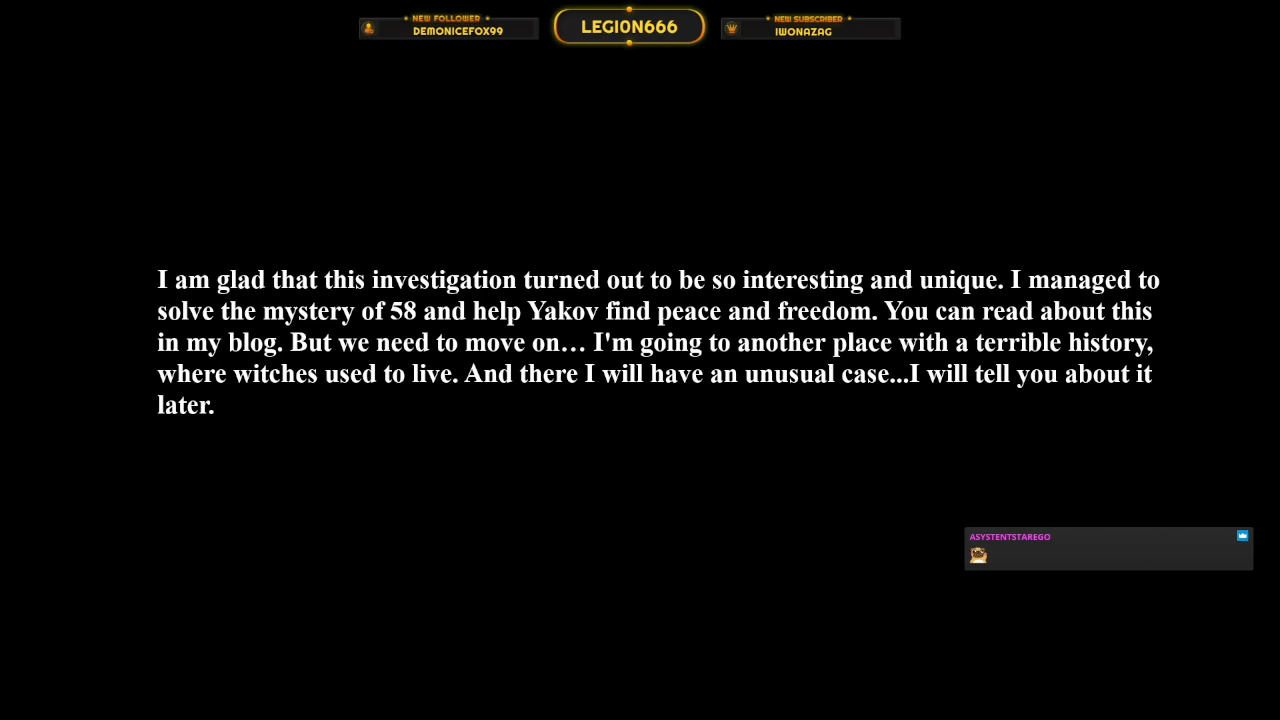 NEW FOLLOWER
DEMONICEFOX99
LEGI0N666
NEW SUBSCRIBER
IWONAZAG
I am glad that this investigation turned out to be so interesting and unique. I managed to
solve the mystery of 58 and help Yakov find peace and freedom. You can read about this
in my blog. But we need to move on… I'm going to another place with a terrible history,
where witches used to live. And there I will have an unusual case...I will tell you about it
later.
ASYSTENTSTAREGO